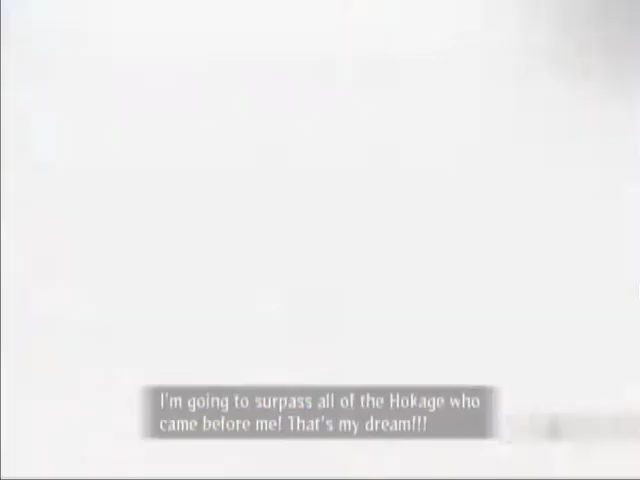 I'm going to surpass all of the Hokage who
came before me! That's my dream!!!